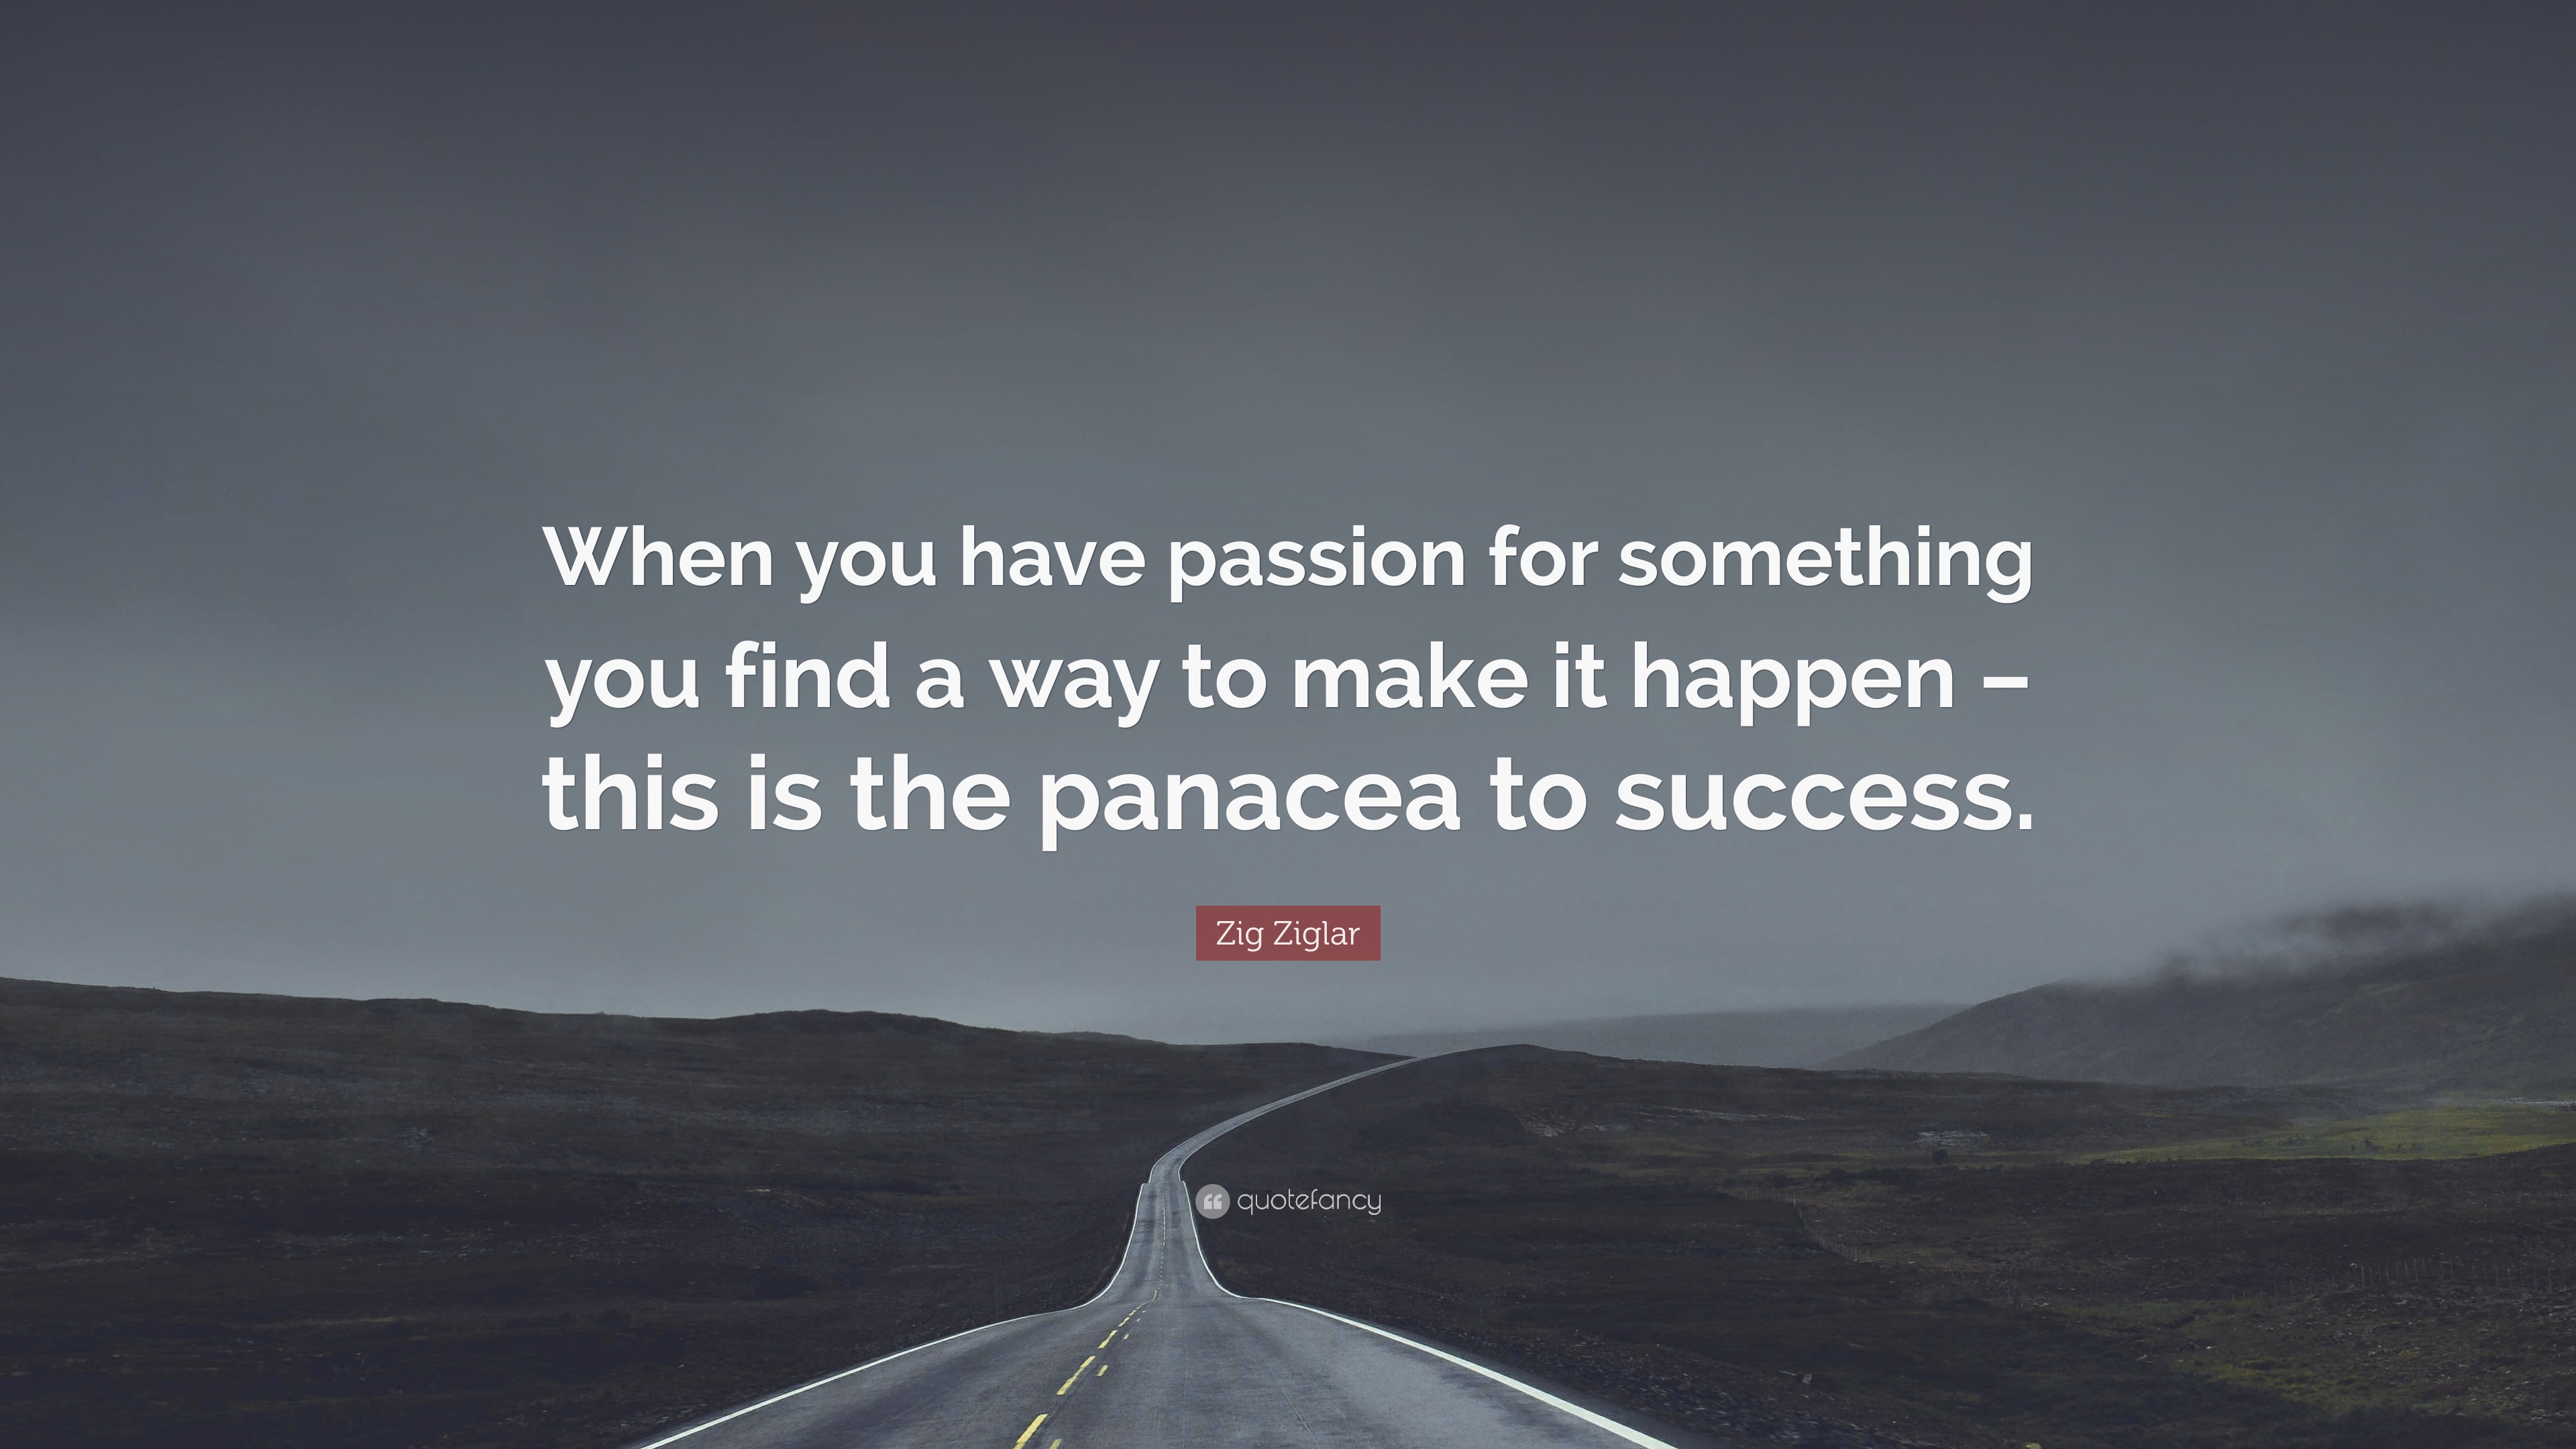 When you have passion for something
you find a way to make it happen –
this is the panacea to success.
Zig Ziglar
quotefancy